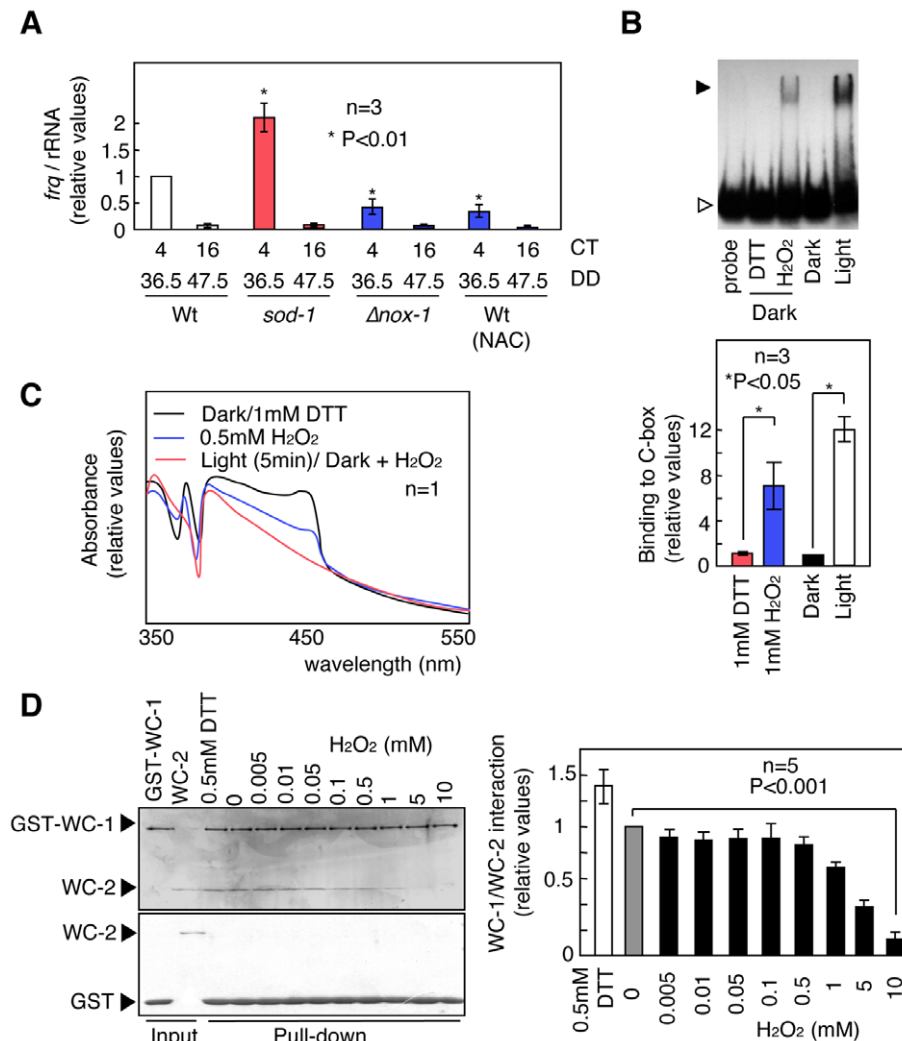 A
frq / rRNA
(relative values)
2
1.5
1
0.5
0
n=3
* P<0.01
*
*
*
4 16 4 16 4 16 4 16 CT
36.5 47.5 36.5 47.5 36.5 47.5 36.5 47.5 DD
Wt sod-1 Δnox-1 Wt
(NAC)
B
probe
DTT
H2O2
Dark
Light
Dark
Binding to C-box
(relative values)
12
8
4
0
n=3
*P<0.05
*
*
1mM DTT
1mM H2O2
Dark
Light
C
Absorbance
(relative values)
Dark/1mM DTT
0.5mM H2O2
Light (5min)/ Dark + H2O2
n=1
350 450 550
wavelength (nm)
D
GST-WC-1
WC-2
0.5mM DTT
H2O2 (mM)
0
0.005
0.01
0.05
0.1
0.5
1
5
10
GST-WC-1
WC-2
WC-2
GST
Input Pull-down
WC-1/WC-2 interaction
(relative values)
1.5
1
0.5
0
n=5
P<0.001
0.5mM
DTT
0
0.005
0.01
0.05
0.1
0.5
1
5
10
H2O2 (mM)